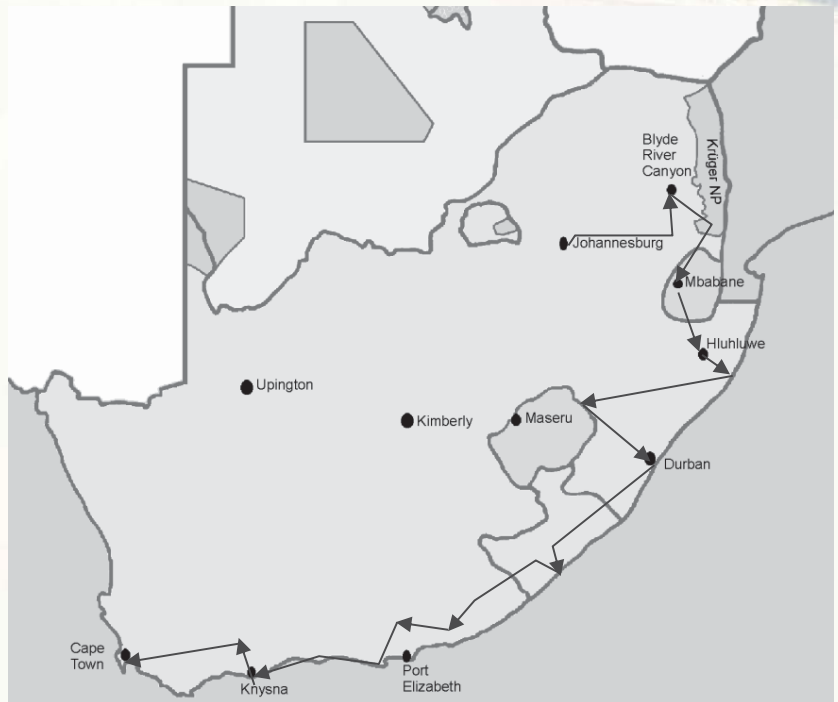 Blyde
River
Canyon
Krüger NP
Johannesburg
Mbabane
Hluhluwe
Upington
Kimberly
Maseru
Durban
Cape
Town
Knysna
Port
Elizabeth